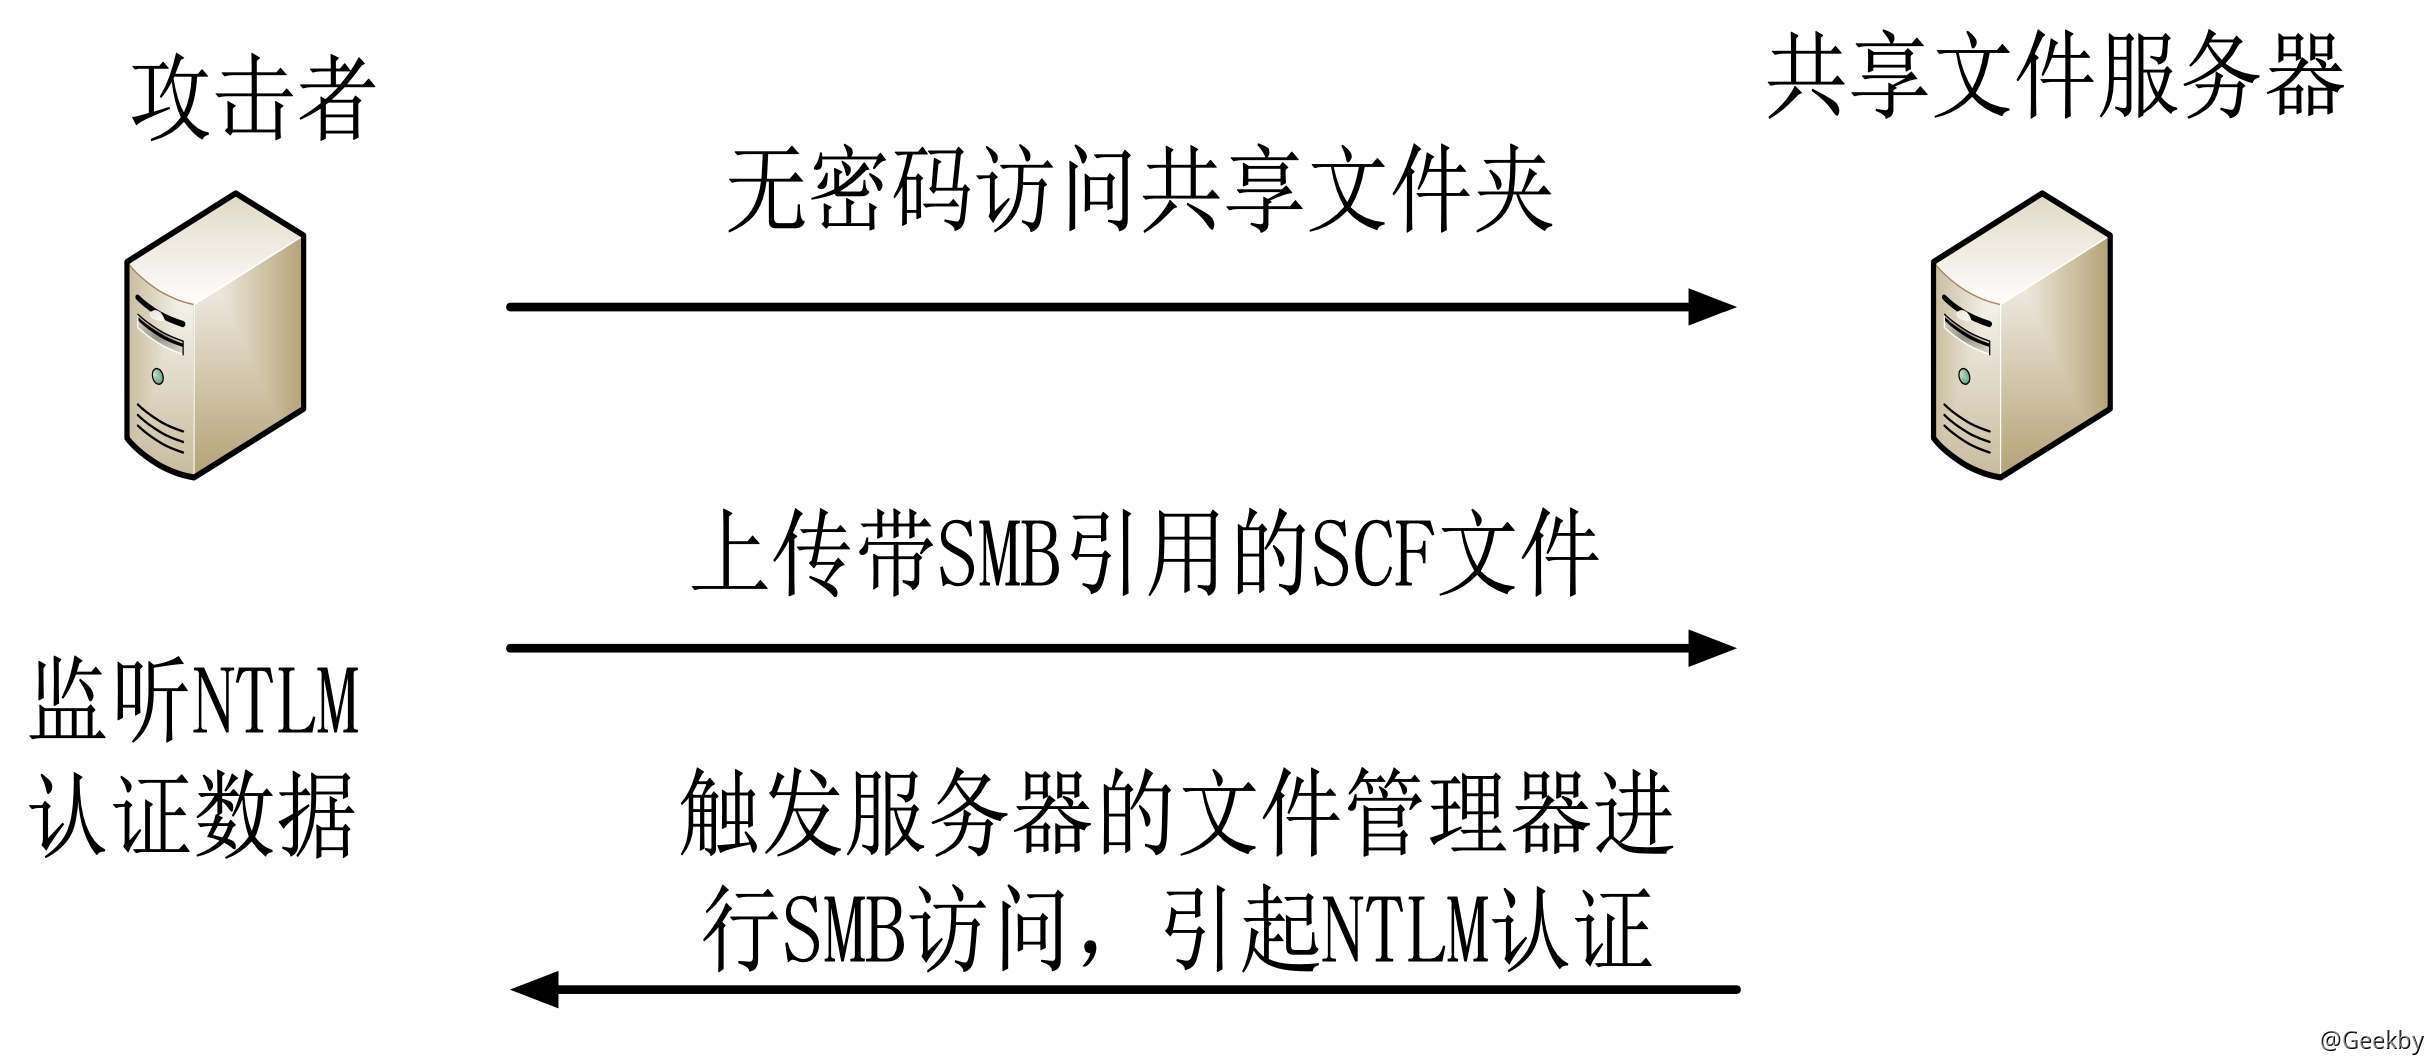 攻击者
共享文件服务器
无密码访问共享文件夹
上传带SMB引用的SCF文件
监听NTLM
认证数据
触发服务器的文件管理器进
行SMB访问，引起NTLM认证
@Geekby